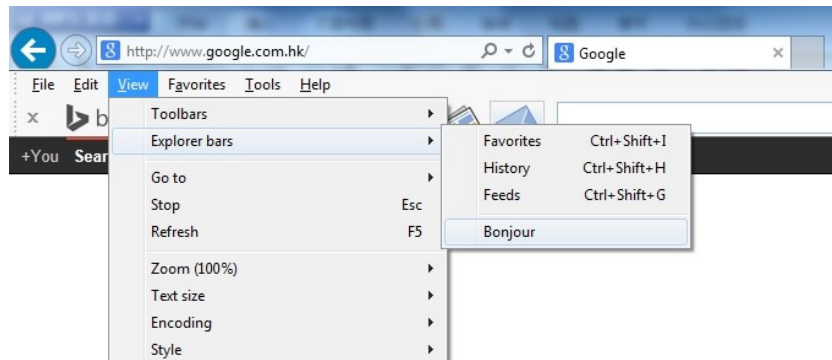 http://www.google.com.hk/
Google
File Edit View Favorites Tools Help
x b
Toolbars
Explorer bars
+You Sear
Go to
Stop Esc
Refresh F5
Zoom (100%)
Text size
Encoding
Style
Favorites Ctrl+Shift+I
History Ctrl+Shift+H
Feeds Ctrl+Shift+G
Bonjour